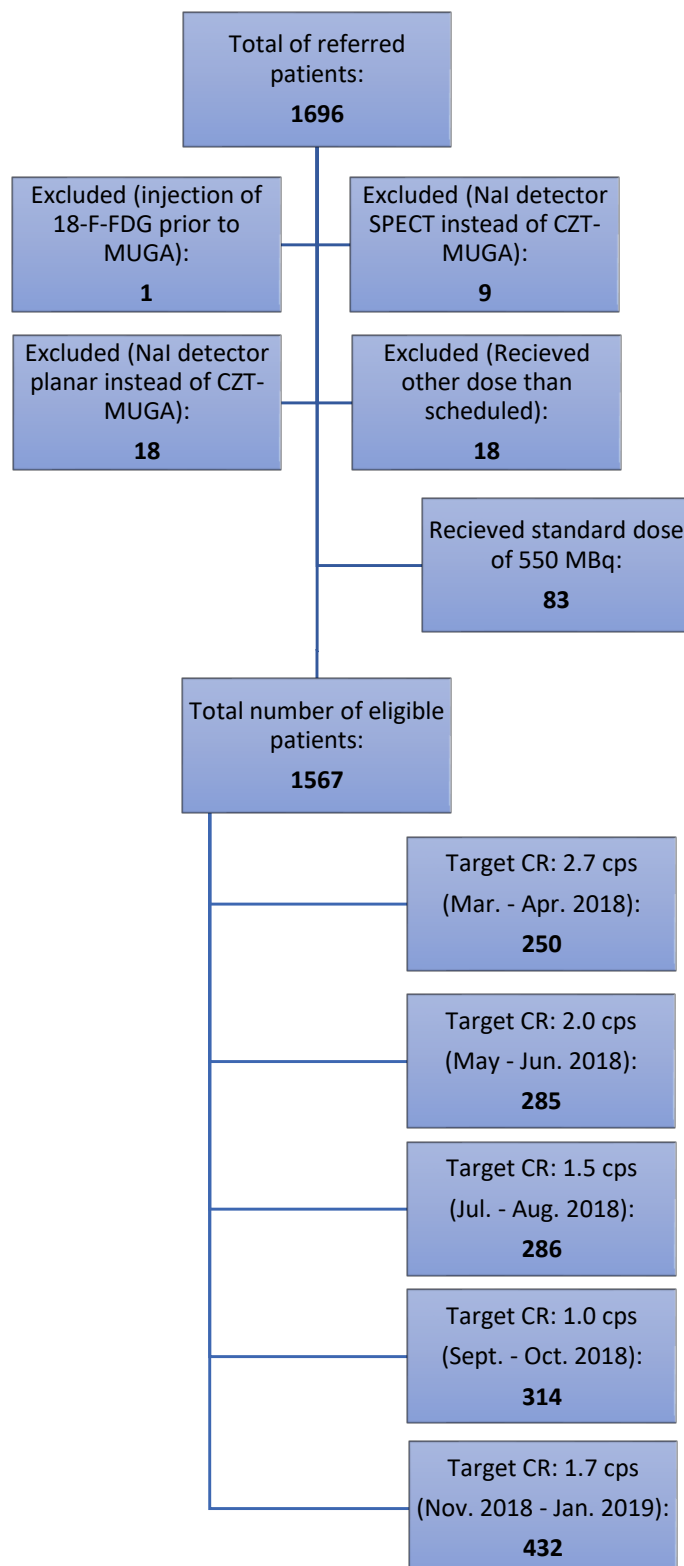 Total of referred
patients:
1696
Excluded (injection of
18-F-FDG prior to
MUGA):
1
Excluded (NaI detector
SPECT instead of CZT-
MUGA):
9
Excluded (NaI detector
planar instead of CZT-
MUGA):
18
Excluded (Recieved
other dose than
scheduled):
18
Recieved standard dose
of 550 MBq:
83
Total number of eligible
patients:
1567
Target CR: 2.7 cps
(Mar. - Apr. 2018):
250
Target CR: 2.0 cps
(May - Jun. 2018):
285
Target CR: 1.5 cps
(Jul. - Aug. 2018):
286
Target CR: 1.0 cps
(Sept. - Oct. 2018):
314
Target CR: 1.7 cps
(Nov. 2018 - Jan. 2019):
432